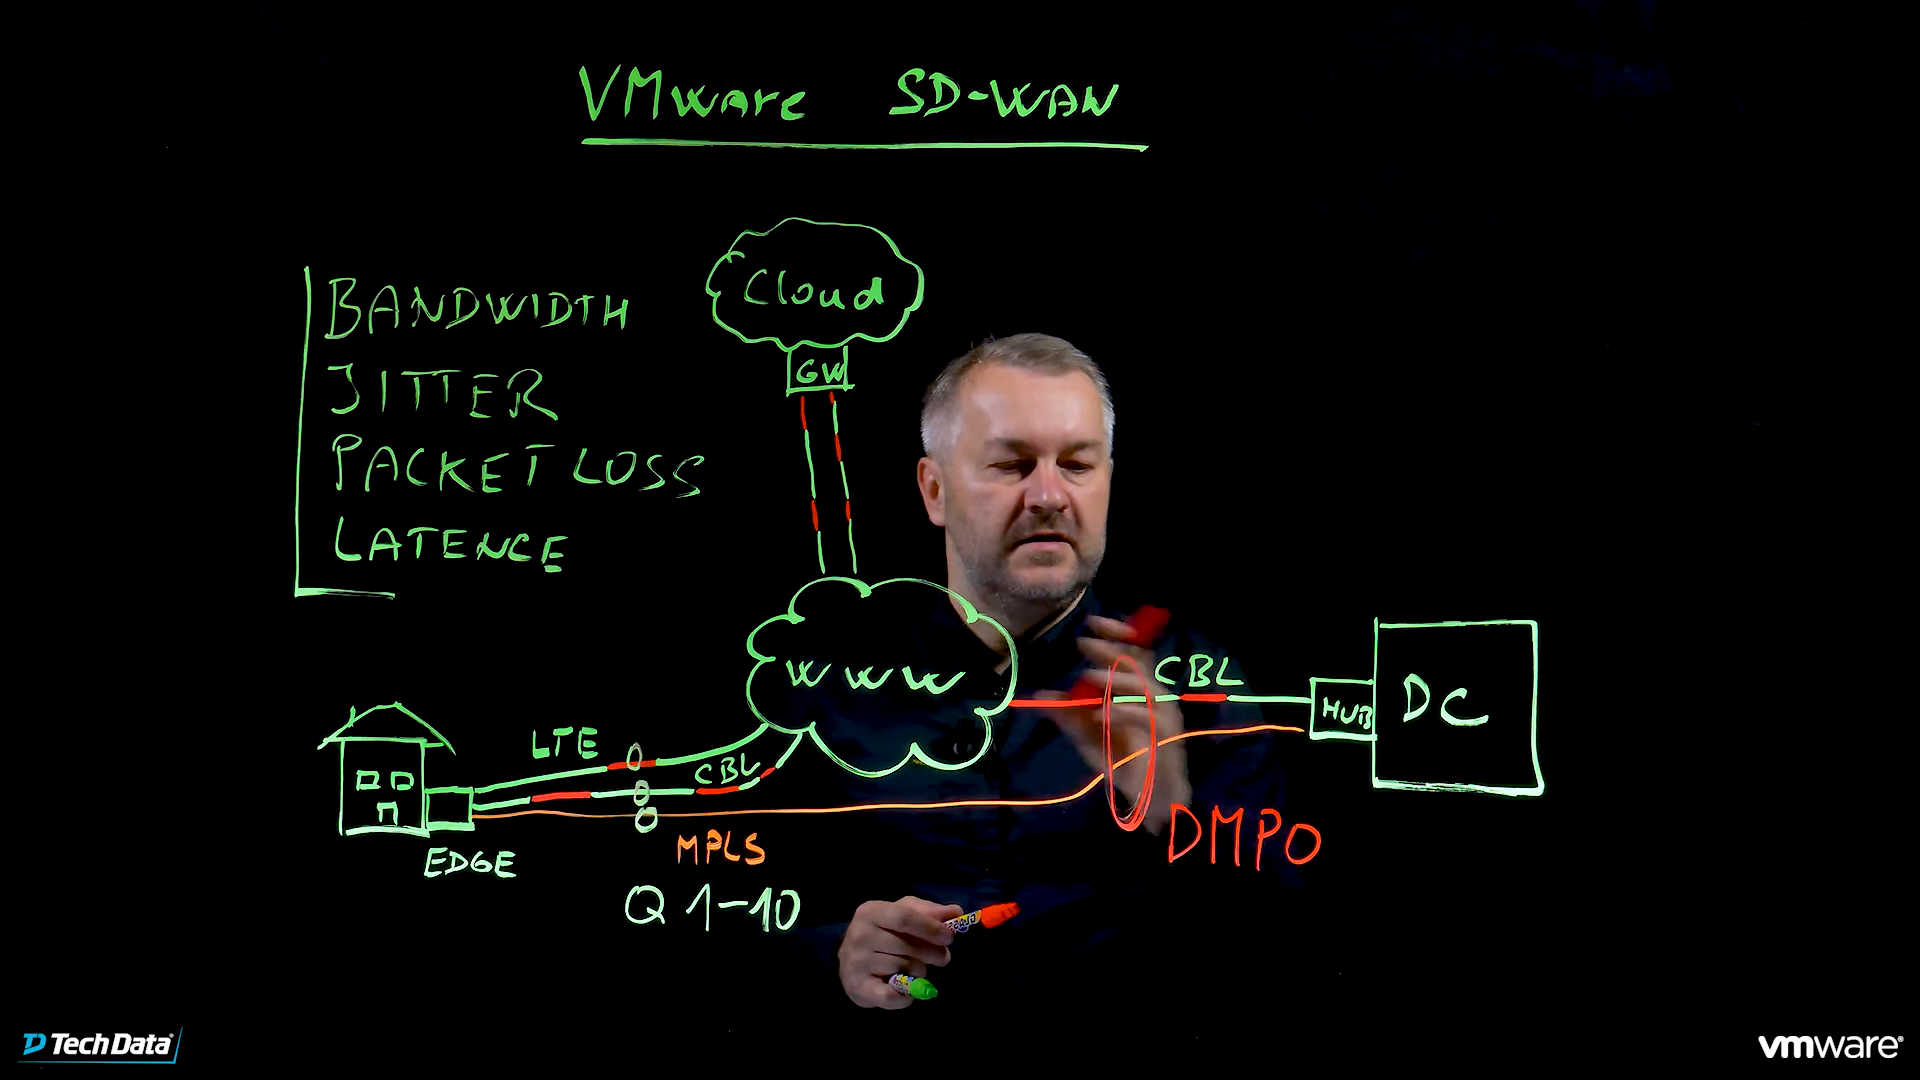 VMware SD-WAN
Cloud
GW
BANDWIDTH
JITTER
PACKET LOSS
LATENCE
WWW
CBL
HUB
DC
LTE
CBL
EDGE
MPLS
DMPO
Q 1-10
TD TechData
vmware